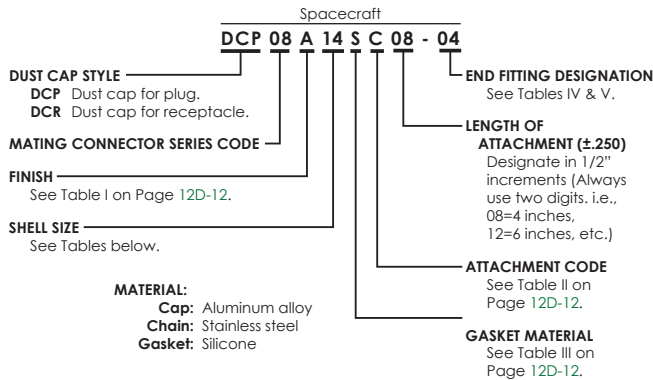 Spacecraft
DCP 08 A 14 S C 08 - 04
DUST CAP STYLE
DCP Dust cap for plug.
DCR Dust cap for receptacle.
MATING CONNECTOR SERIES CODE
FINISH
See Table I on Page 12D-12.
SHELL SIZE
See Tables below.
MATERIAL:
Cap: Aluminum alloy
Chain: Stainless steel
Gasket: Silicone
END FITTING DESIGNATION
See Tables IV & V.
LENGTH OF
ATTACHMENT (±.250)
Designate in 1/2"
increments (Always
use two digits. i.e.,
08=4 inches,
12=6 inches, etc.)
ATTACHMENT CODE
See Table II on
Page 12D-12.
GASKET MATERIAL
See Table III on
Page 12D-12.